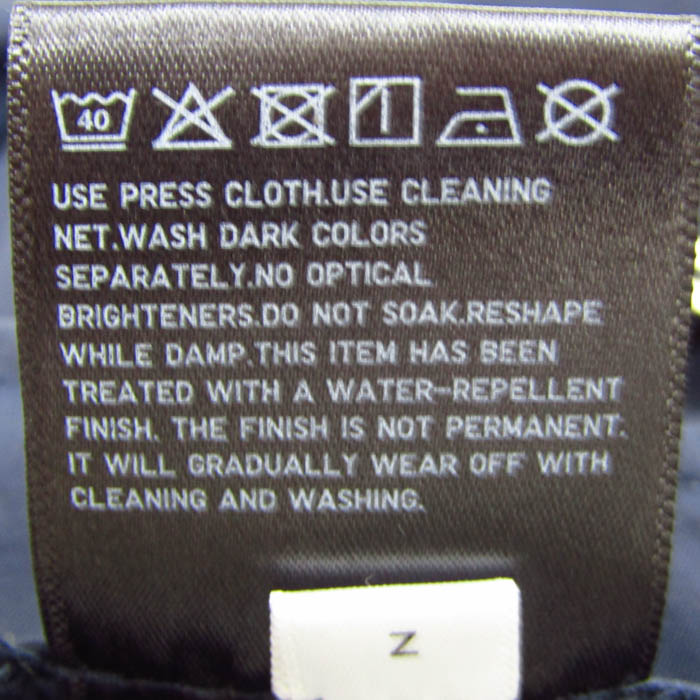 40
USE PRESS CLOTH.USE CLEANING
NET.WASH DARK COLORS
SEPARATELY.NO OPTICAL
BRIGHTENERS.DO NOT SOAK.RESHAPE
WHILE DAMP.THIS ITEM HAS BEEN
TREATED WITH A WATER-REPELLENT
FINISH. THE FINISH IS NOT PERMANENT.
IT WILL GRADUALLY WEAR OFF WITH
CLEANING AND WASHING.
Z